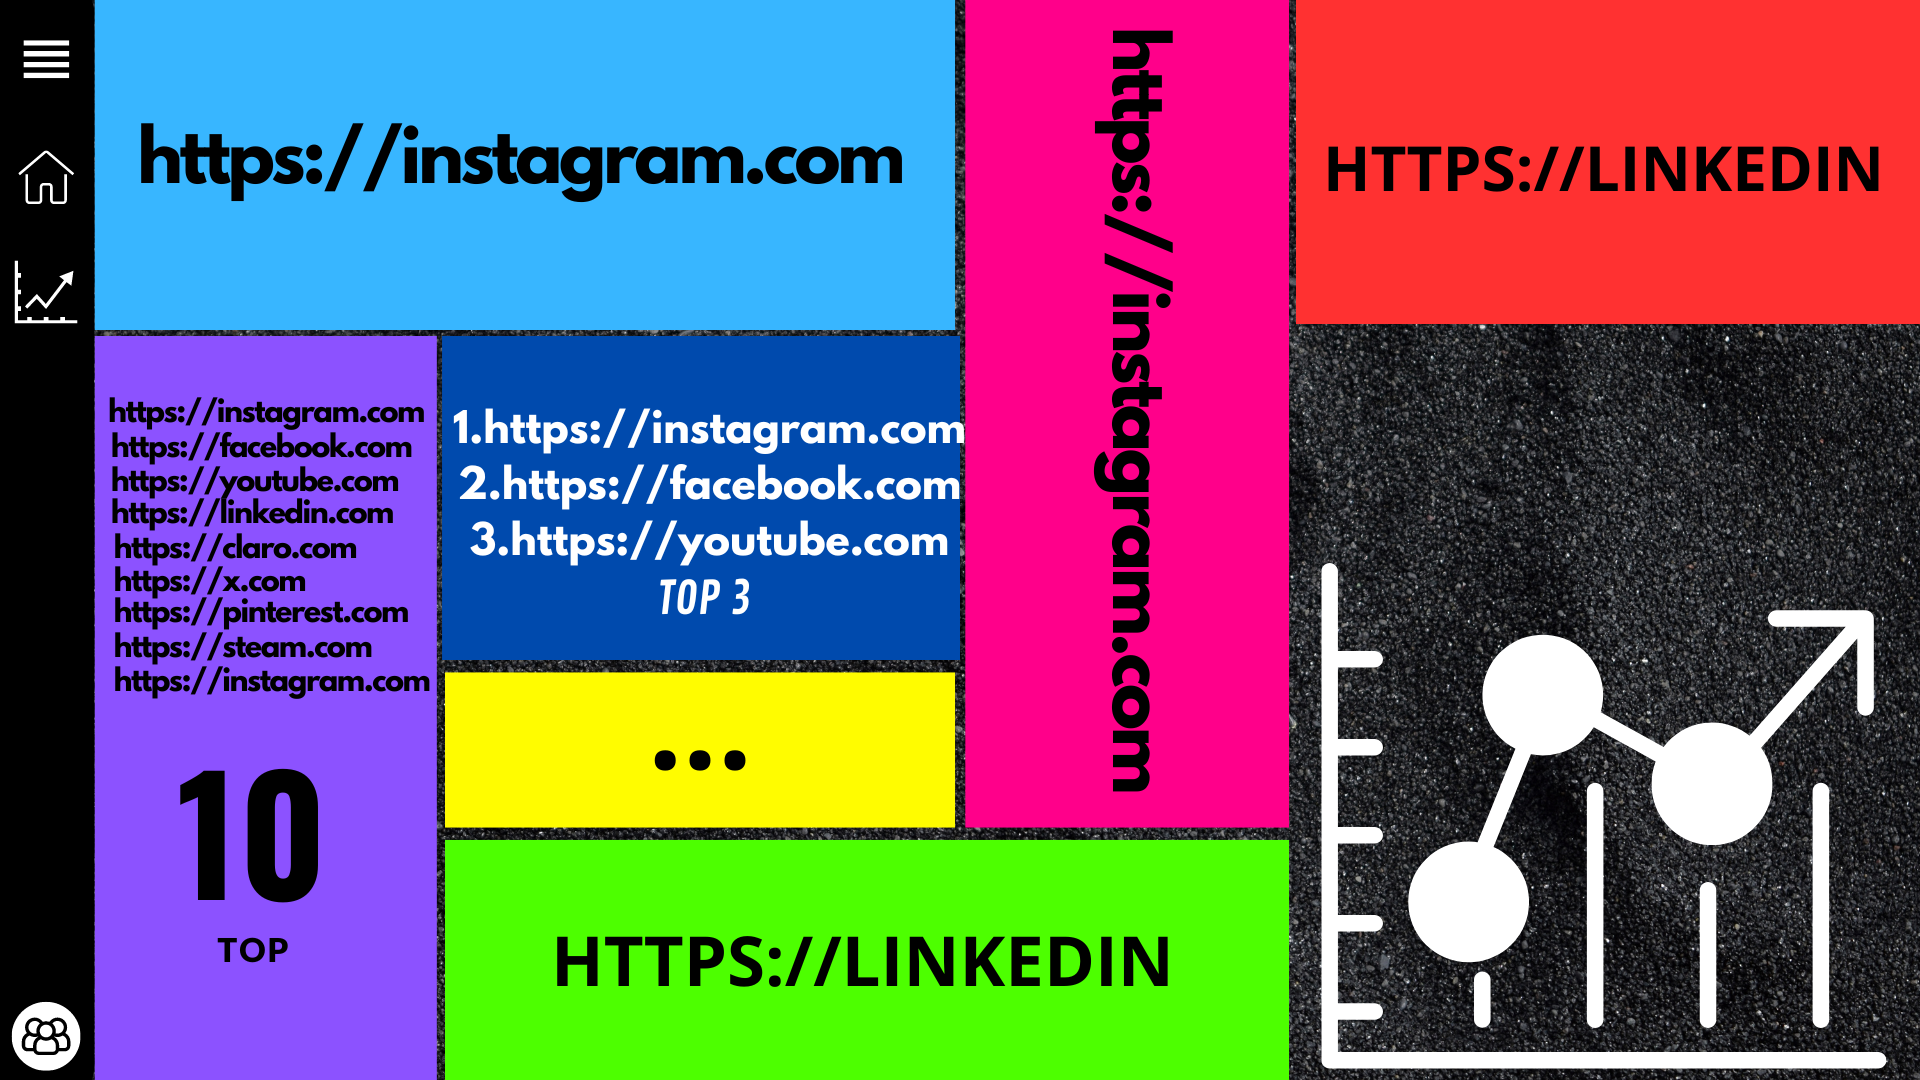 https://instagram.com
https://instagram.com
HTTPS://LINKEDIN
https://instagram.com
https://facebook.com
https://youtube.com
https://linkedin.com
https://claro.com
https://x.com
https://pinterest.com
https://steam.com
https://instagram.com
10
TOP
1.https://instagram.com
2.https://facebook.com
3.https://youtube.com
TOP 3
...
HTTPS://LINKEDIN